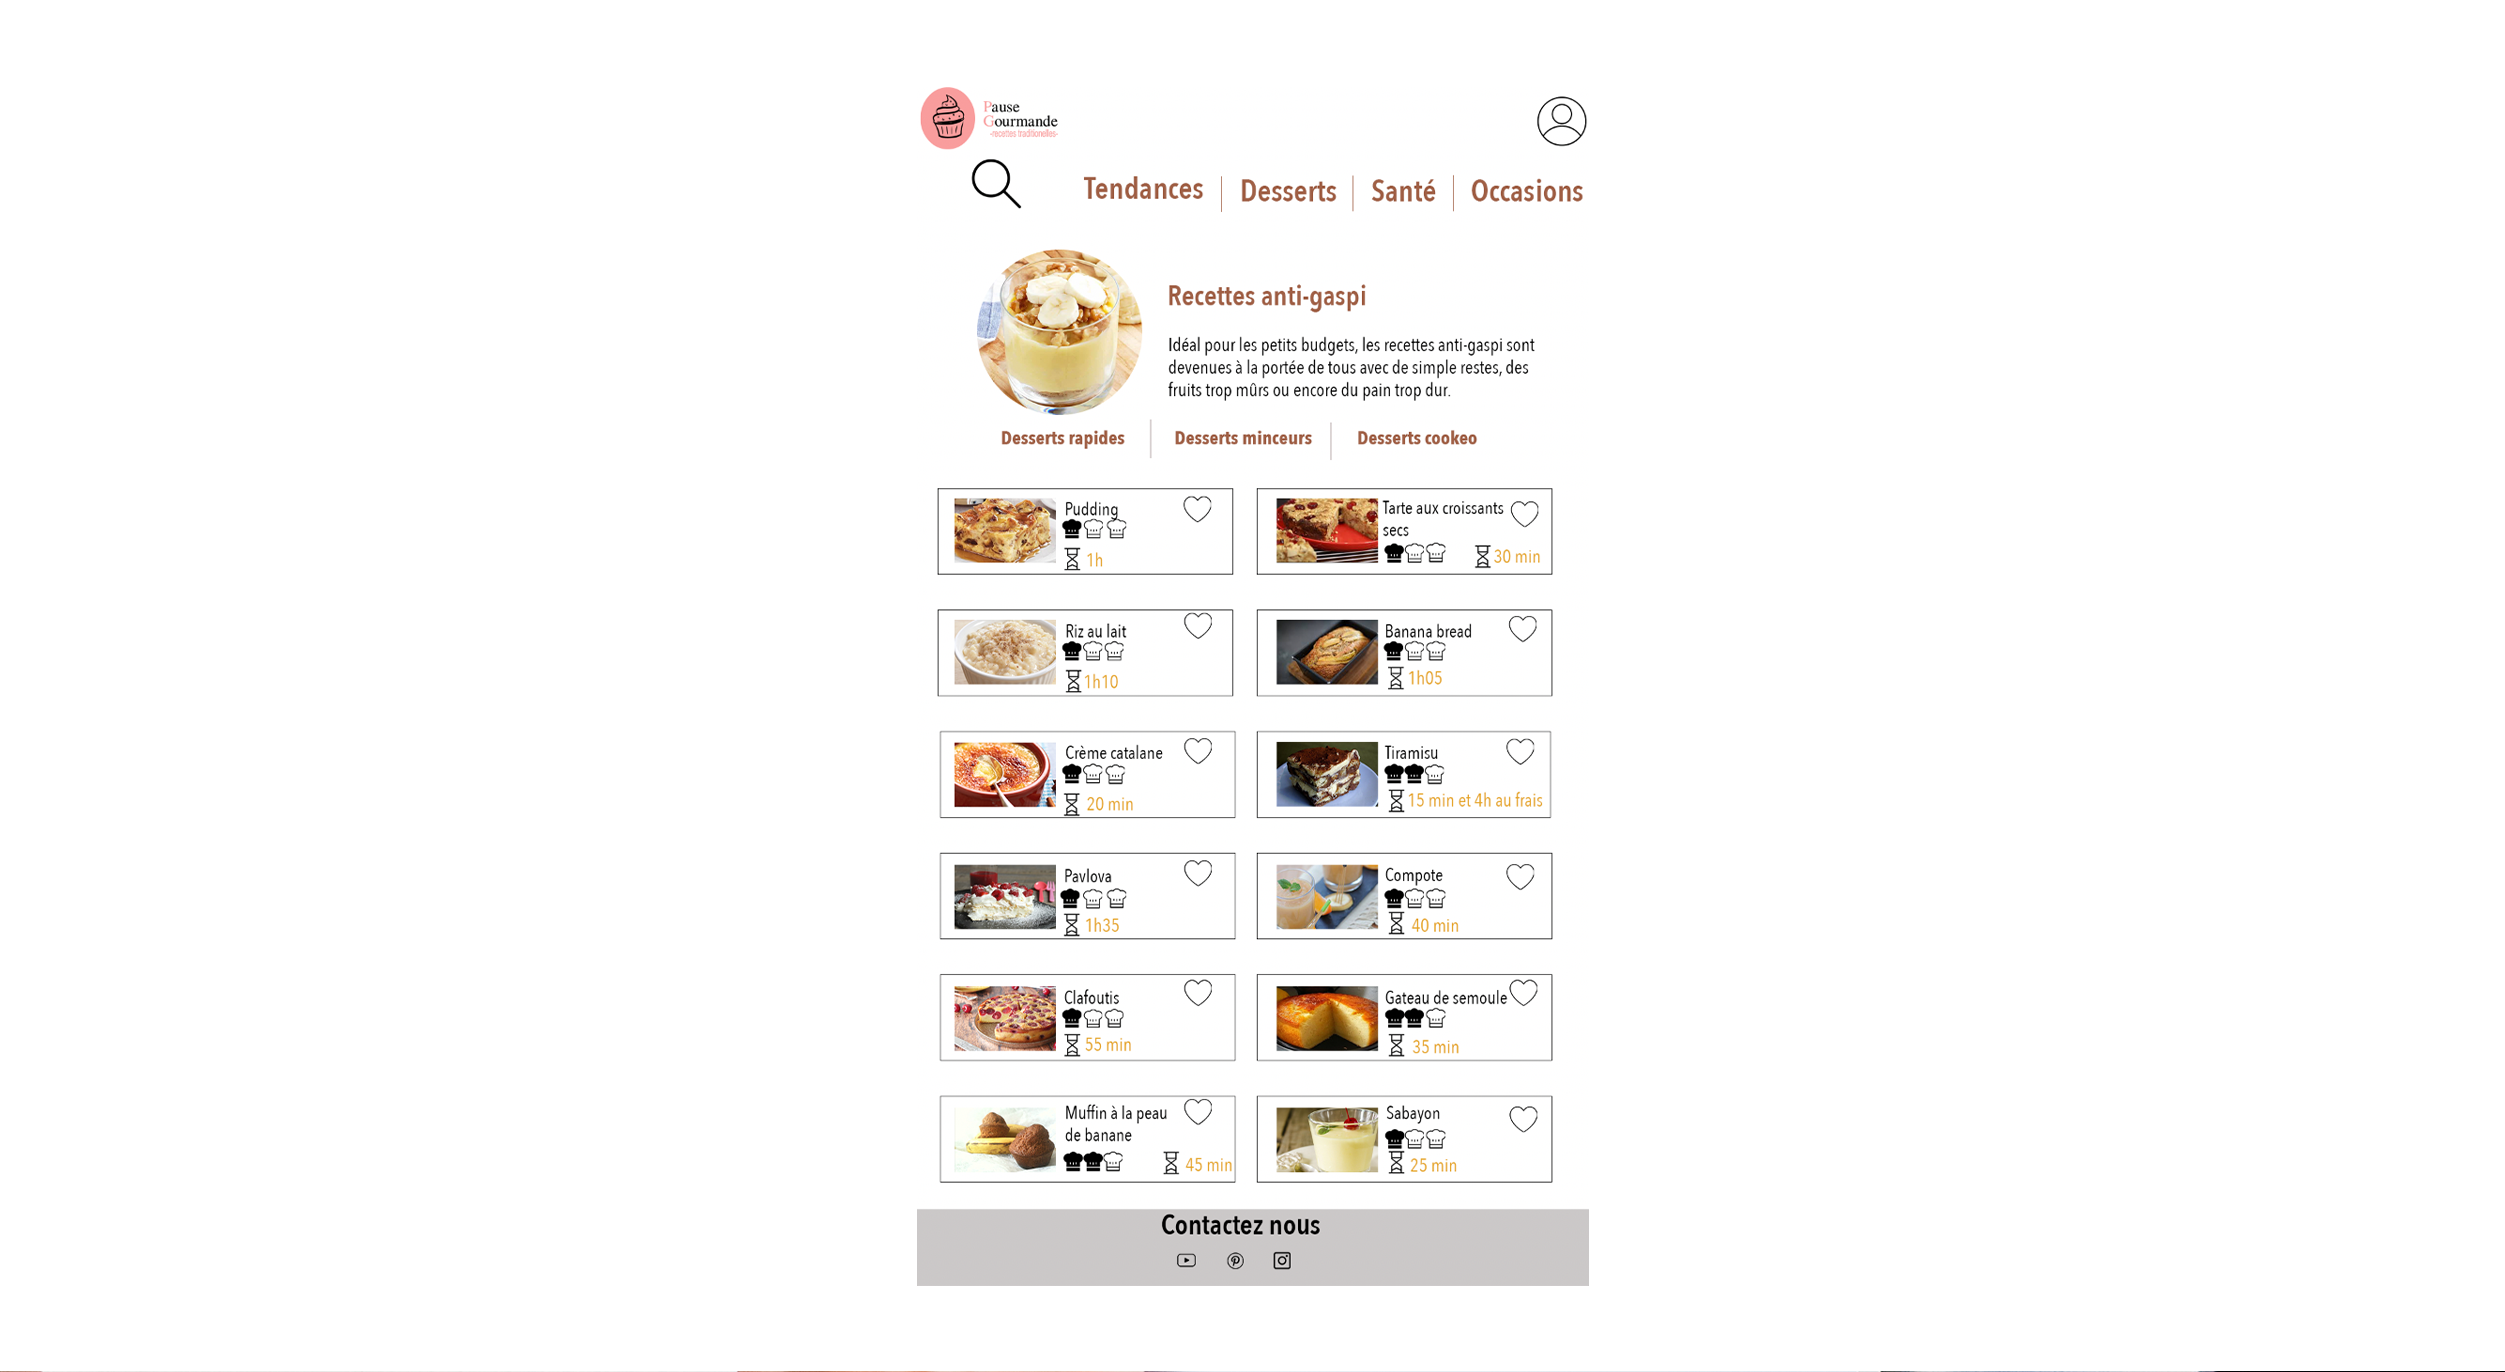 Pause
Gourmande
-recettes traditionelles-
Tendances
Desserts
Santé
Occasions
Recettes anti-gaspi
Idéal pour les petits budgets, les recettes anti-gaspi sont
devenues à la portée de tous avec de simple restes, des
fruits trop mûrs ou encore du pain trop dur.
Desserts rapides
Desserts minceurs
Desserts cookeo
Pudding
1h
Tarte aux croissants
secs
30 min
Riz au lait
1h10
Banana bread
1h05
Crème catalane
20 min
Tiramisu
15 min et 4h au frais
Pavlova
1h35
Compote
40 min
Clafoutis
55 min
Gateau de semoule
35 min
Muffin à la peau
de banane
45 min
Sabayon
25 min
Contactez nous